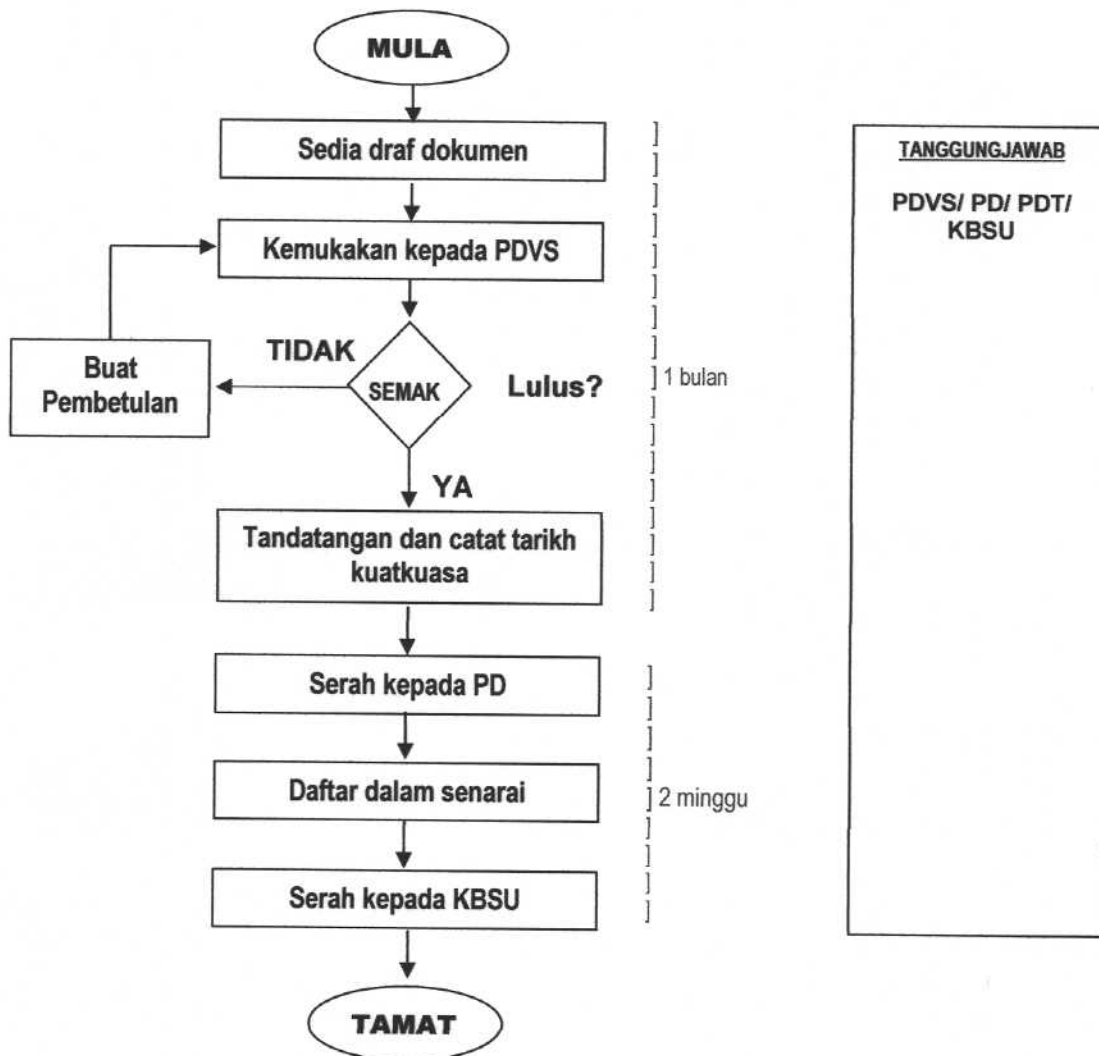 MULA
Sedia draf dokumen
Kemukakan kepada PDVS
TIDAK
SEMAK
Lulus?
Buat
Pembetulan
YA
Tandatangan dan catat tarikh
kuatkuasa
1 bulan
Serah kepada PD
Daftar dalam senarai
2 minggu
Serah kepada KBSU
TAMAT
TANGGUNGJAWAB
PDVS/ PD/ PDT/
KBSU